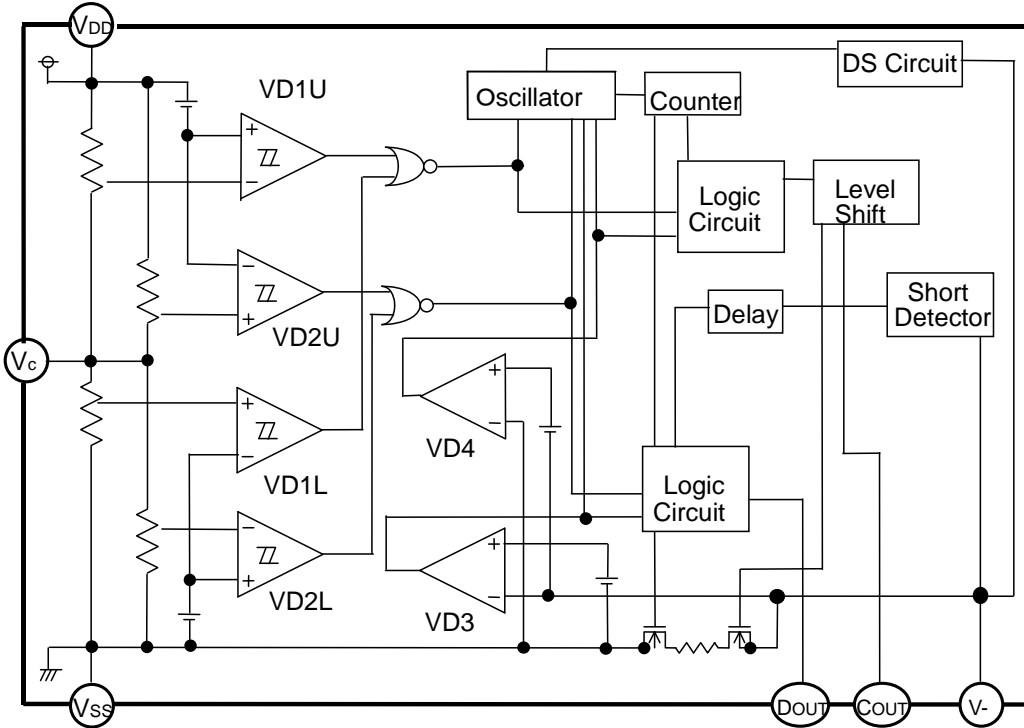 VDD
DS Circuit
VD1U
Oscillator
Counter
+
−
Logic
Circuit
Level
Shift
−
+
VD2U
Delay
Short
Detector
Vc
+
−
VD4
+
−
VD1L
Logic
Circuit
−
+
VD2L
+
−
VD3
VSS
DOUT
COUT
V-